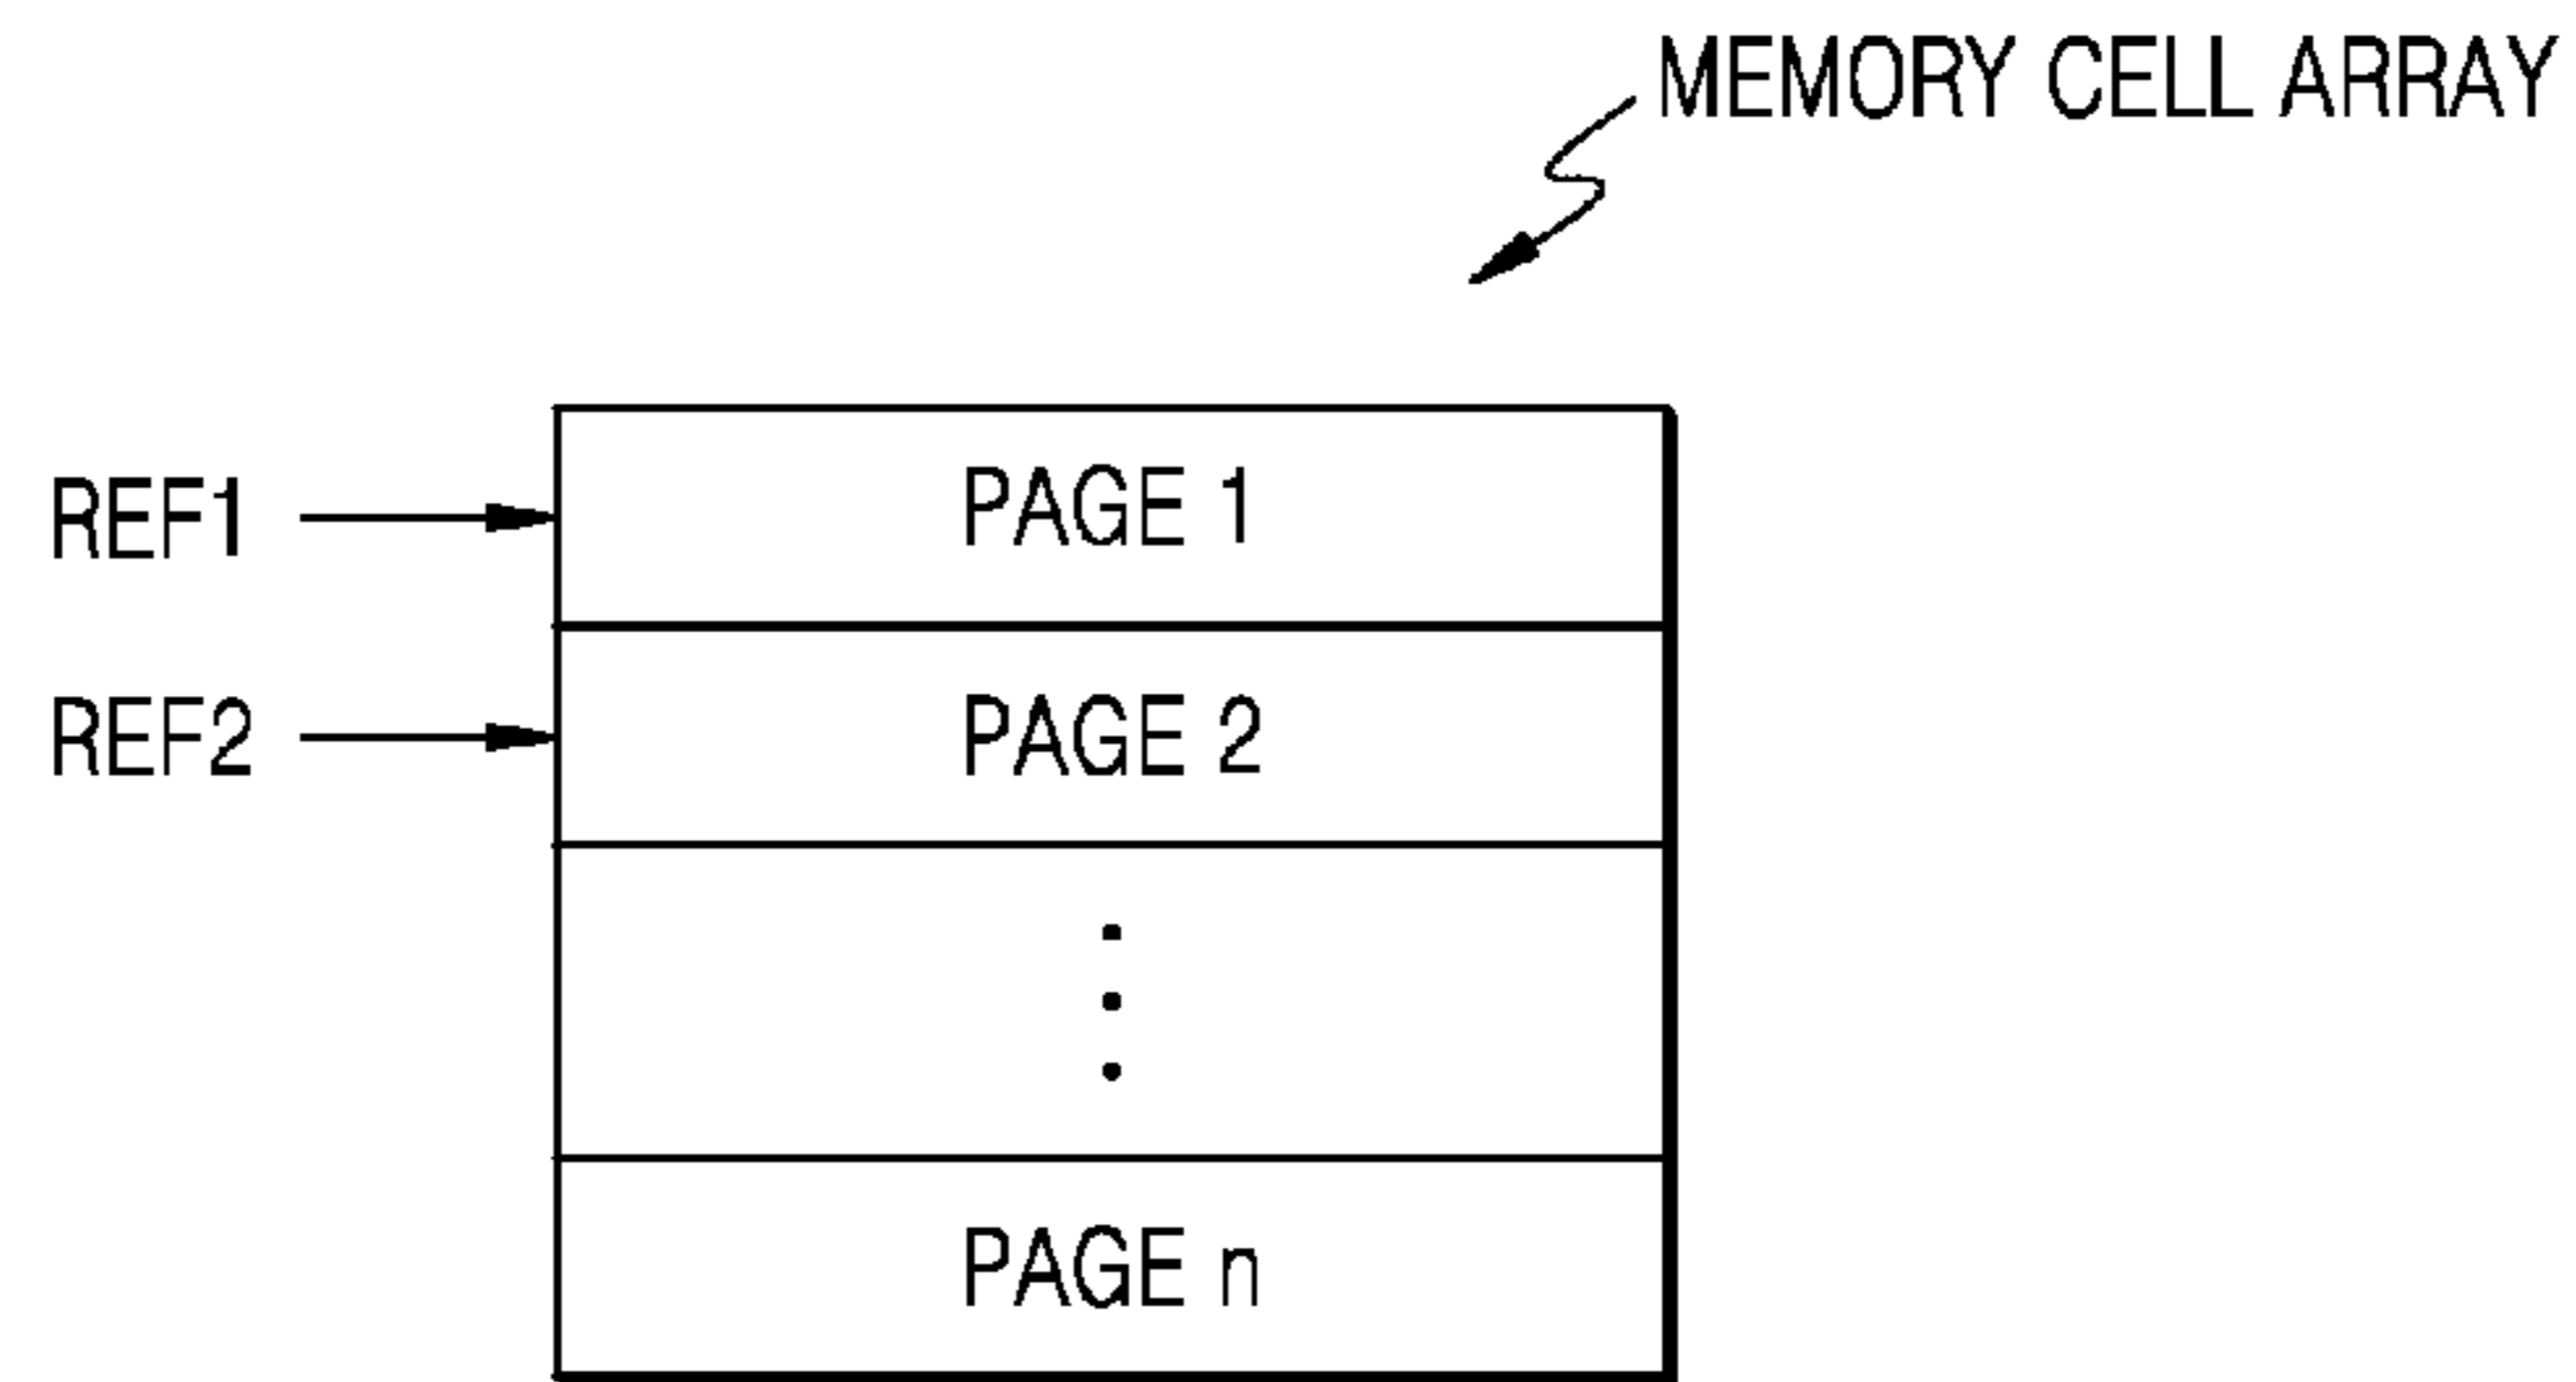 MEMORY CELL ARRAY
REF1
PAGE 1
REF2
PAGE 2
PAGE n